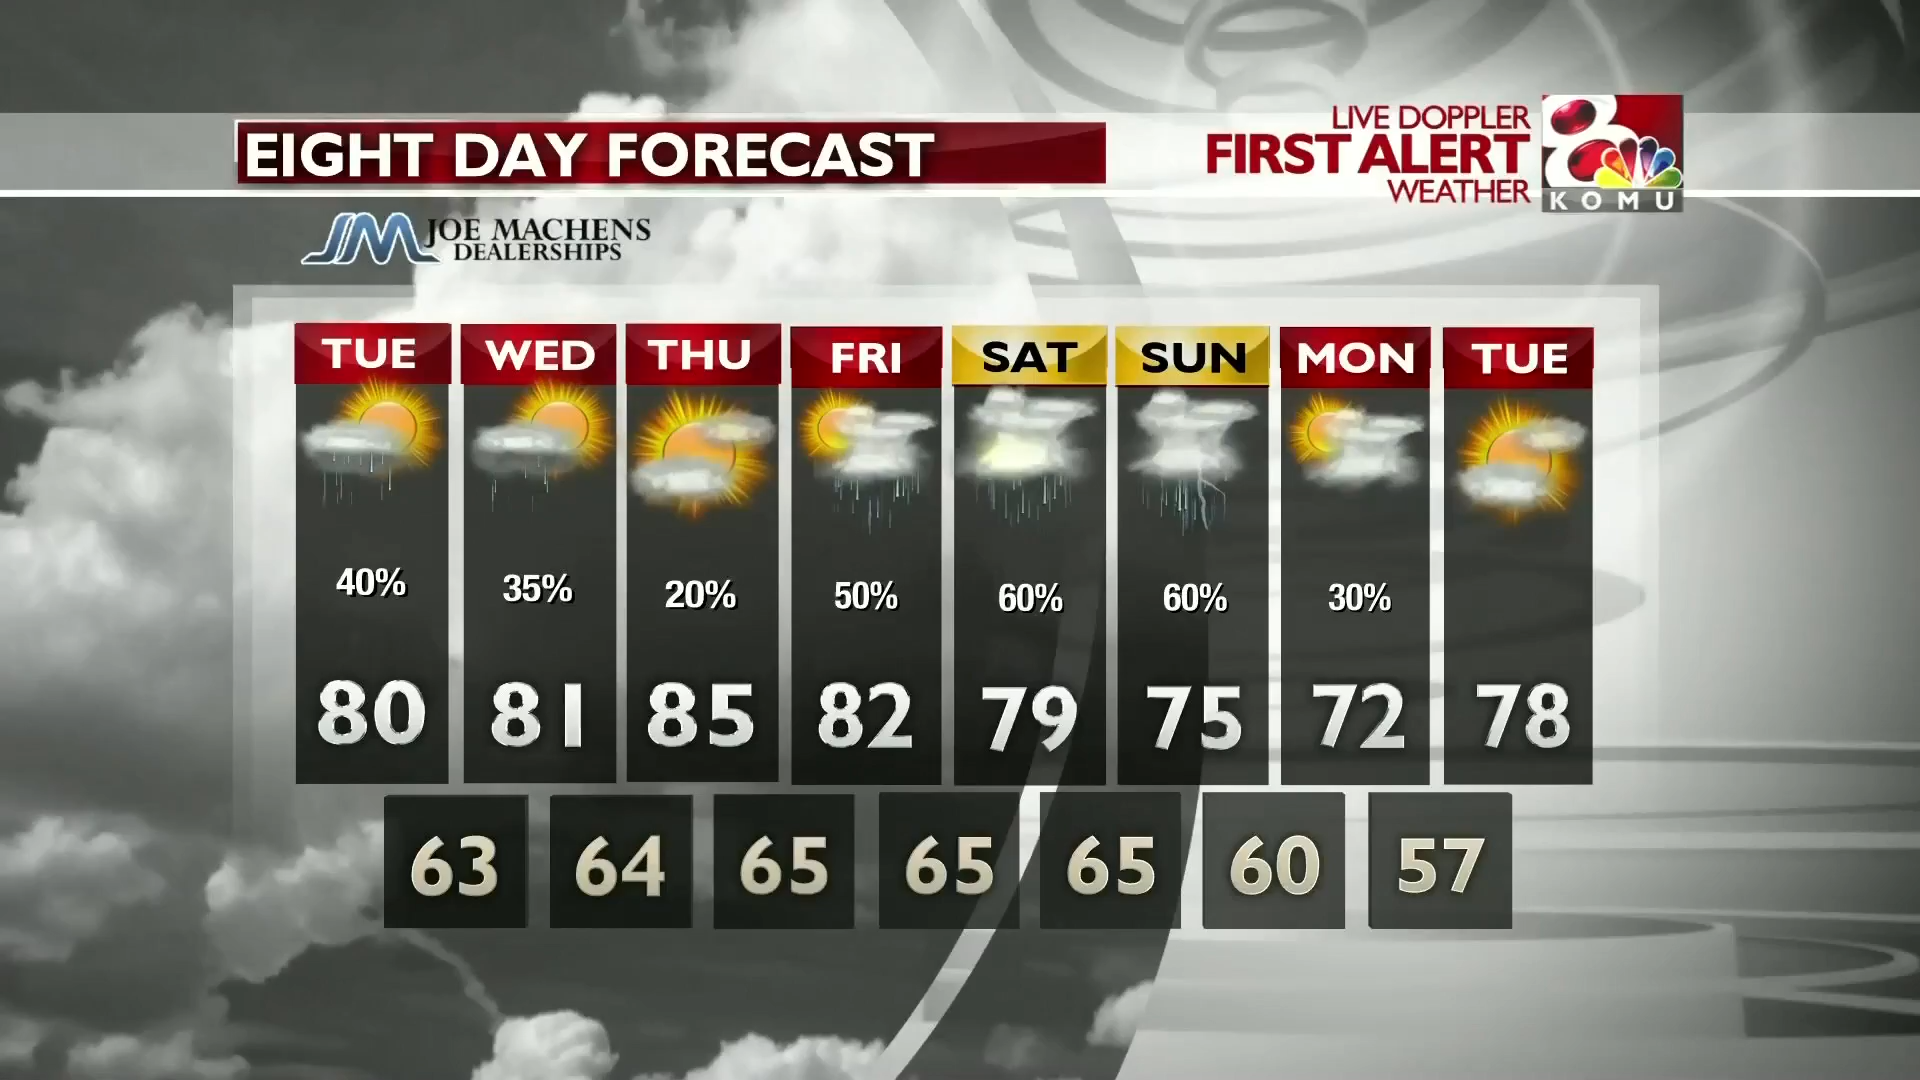 EIGHT DAY FORECAST
LIVE DOPPLER
FIRST ALERT
WEATHER
8
KOMU
JM JOE MACHENS
DEALERSHIPS
TUE WED THU FRI SAT SUN MON TUE
40% 35% 20% 50% 60% 60% 30%
80 81 85 82 79 75 72 78
63 64 65 65 65 60 57